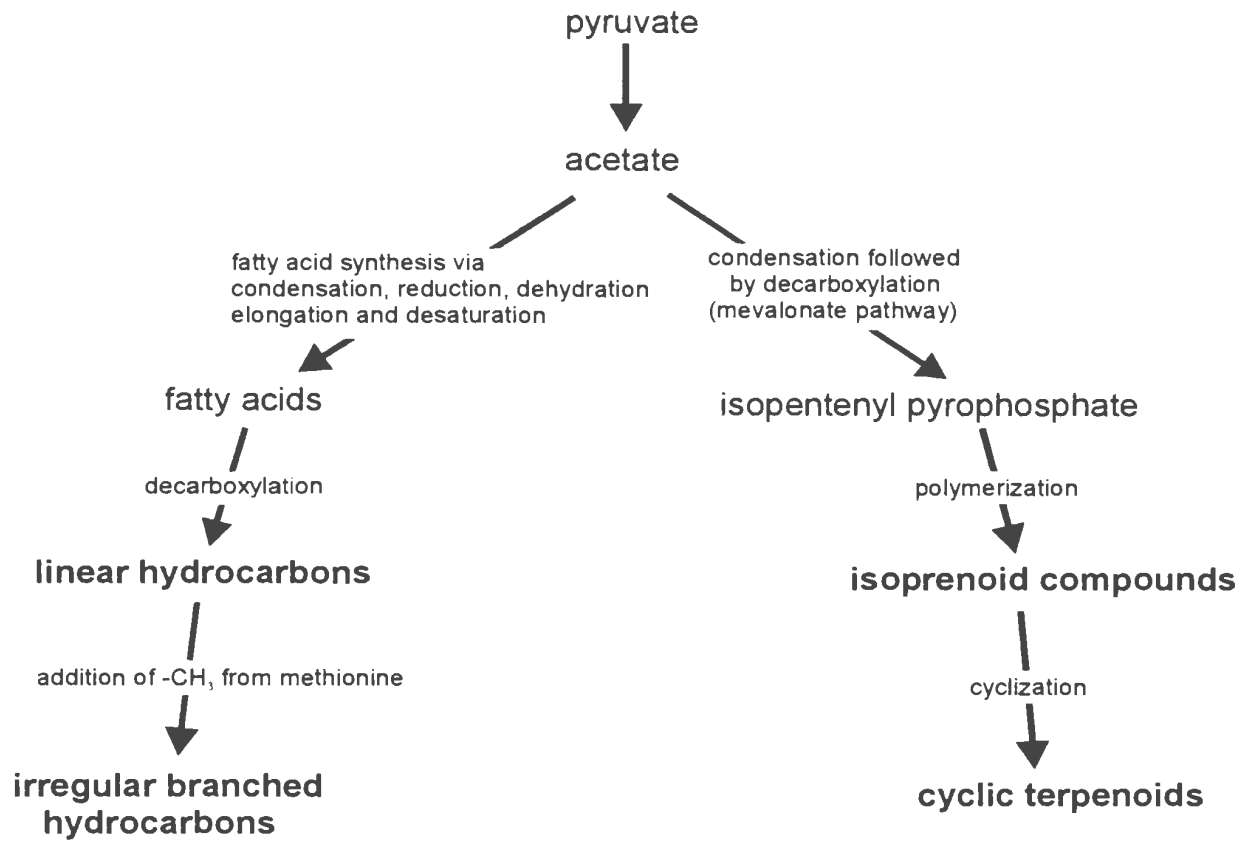 pyruvate
acetate
fatty acid synthesis via
condensation, reduction, dehydration
elongation and desaturation
condensation followed
by decarboxylation
(mevalonate pathway)
fatty acids
isopentenyl pyrophosphate
decarboxylation
polymerization
linear hydrocarbons
isoprenoid compounds
addition of -CH₃ from methionine
cyclization
irregular branched
hydrocarbons
cyclic terpenoids